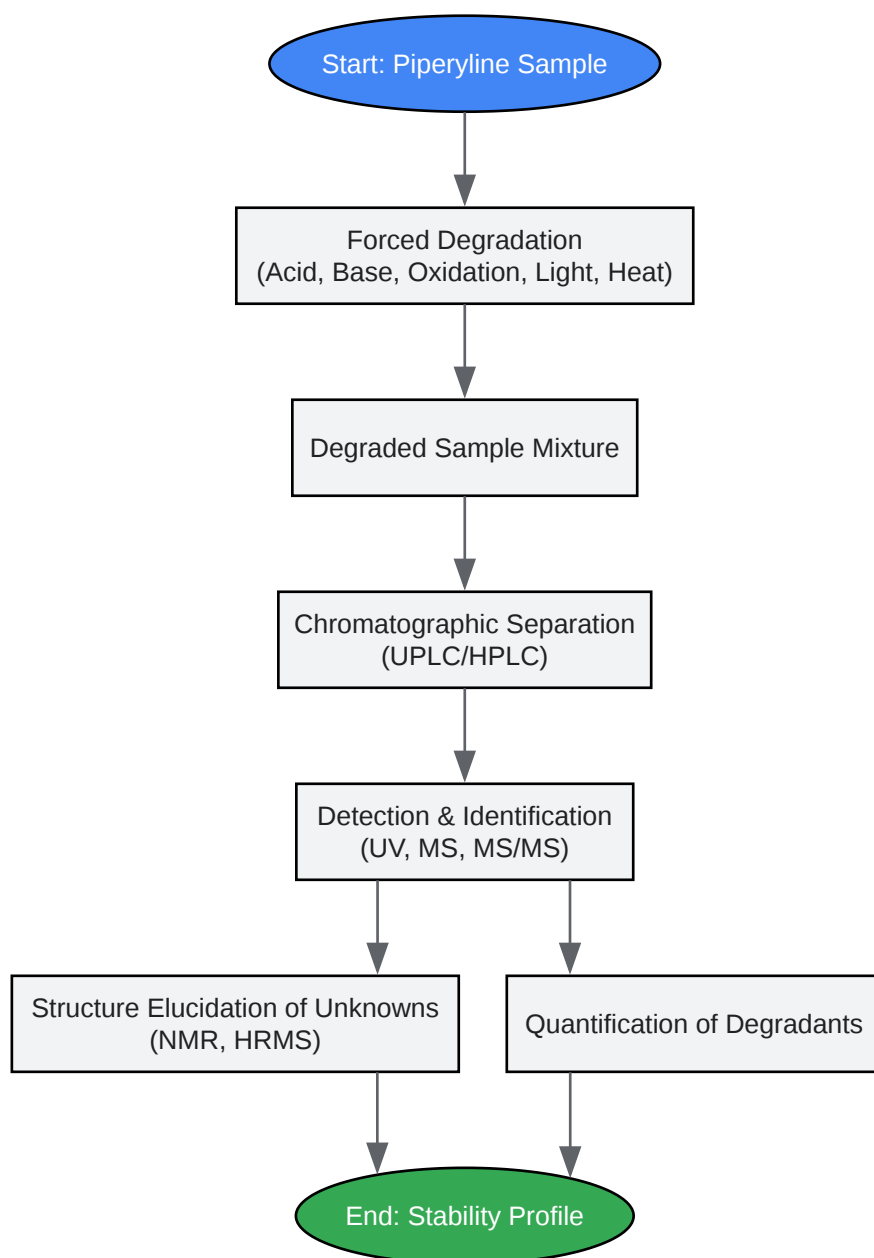 Start: Piperyline Sample
Forced Degradation
(Acid, Base, Oxidation, Light, Heat)
Degraded Sample Mixture
Chromatographic Separation
(UPLC/HPLC)
Detection & Identification
(UV, MS, MS/MS)
Structure Elucidation of Unknowns
(NMR, HRMS)
Quantification of Degradants
End: Stability Profile